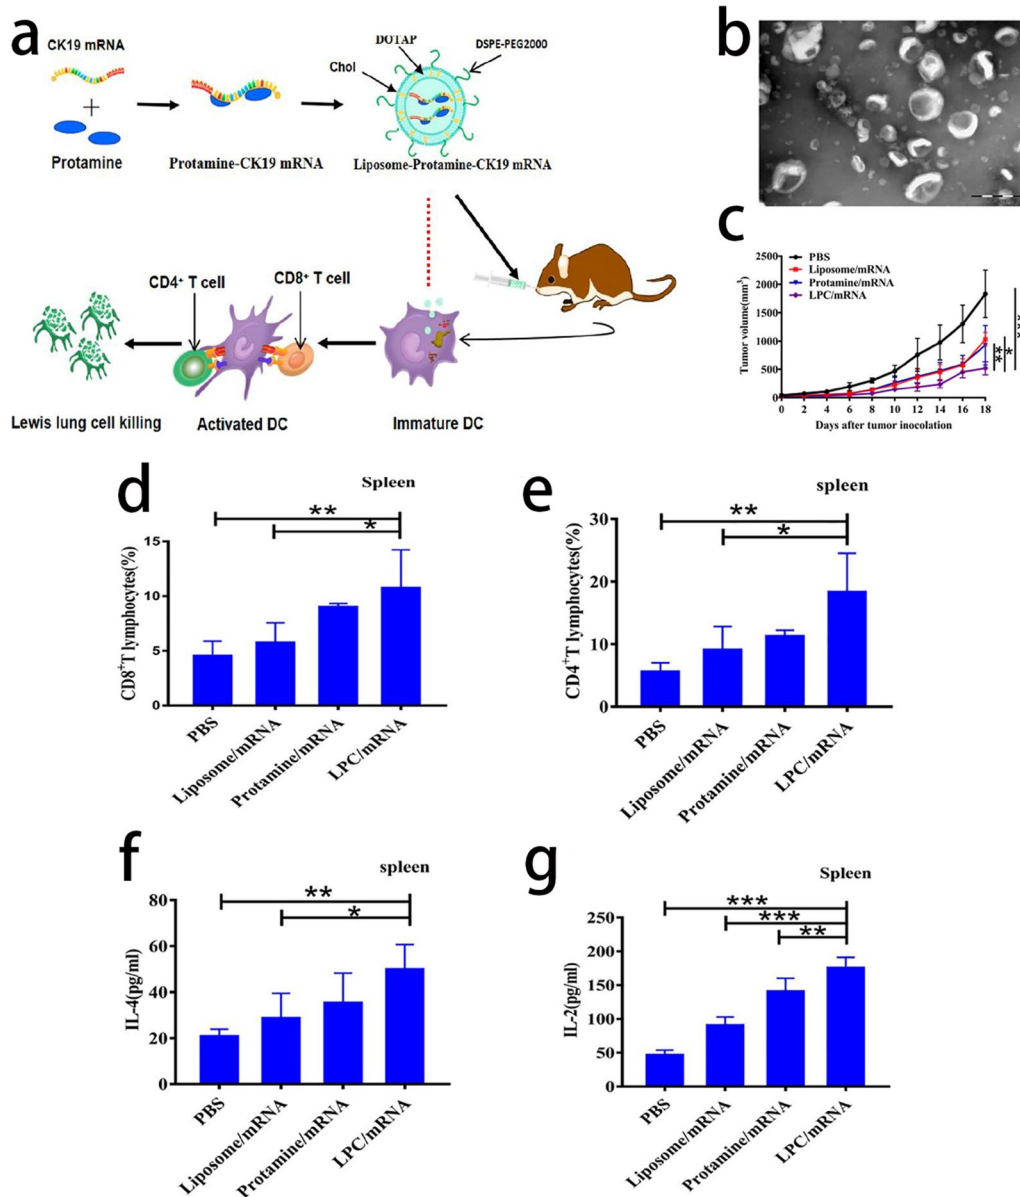 a
CK19 mRNA
+
Protamine
Protamine-CK19 mRNA
DOTAP
DSPE-PEG2000
Chol
Liposome-Protamine-CK19 mRNA
CD4⁺ T cell
CD8⁺ T cell
Lewis lung cell killing
Activated DC
Immature DC
b
c
PBS
Liposome/mRNA
Protamine/mRNA
LPC/mRNA
Tumor volume(mm³)
2500
2000
1500
1000
500
0
0 2 4 6 8 10 12 14 16 18
Days after tumor inocolation
**
*
***
d
Spleen
**
*
CD8⁺T lymphocytes(%)
15
10
5
0
PBS
Liposome/mRNA
Protamine/mRNA
LPC/mRNA
e
spleen
**
*
CD4⁺T lymphocytes(%)
30
20
10
0
PBS
Liposome/mRNA
Protamine/mRNA
LPC/mRNA
f
spleen
**
*
IL-4(pg/ml)
80
60
40
20
0
PBS
Liposome/mRNA
Protamine/mRNA
LPC/mRNA
g
Spleen
***
***
**
IL-2(pg/ml)
250
200
150
100
50
0
PBS
Liposome/mRNA
Protamine/mRNA
LPC/mRNA